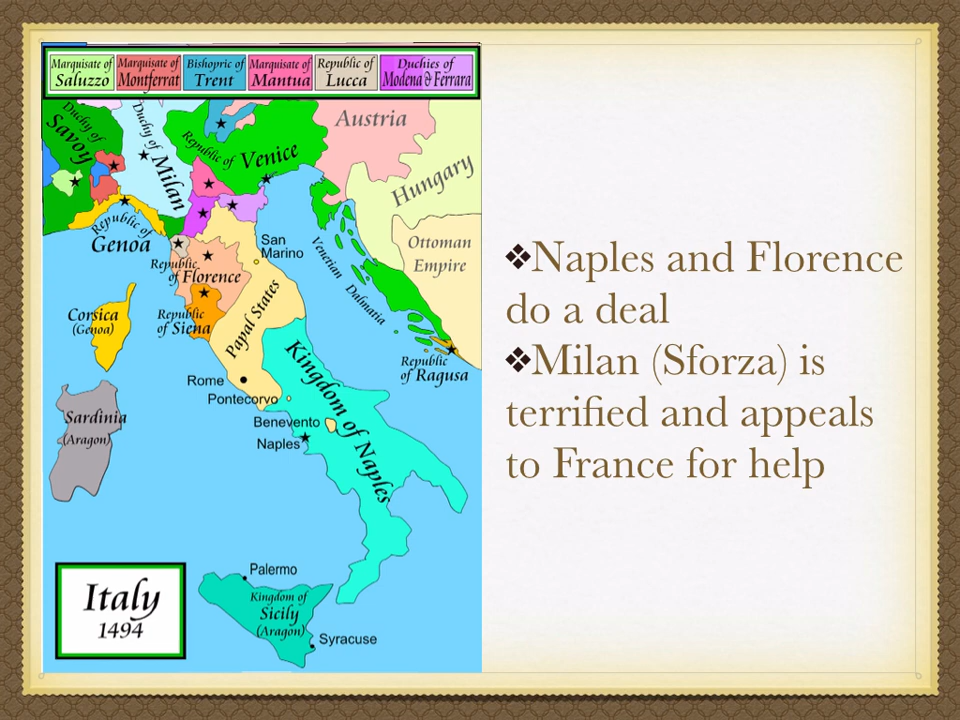 Marquisate of
Saluzzo
Marquisate of
Montferrat
Bishopric of
Trent
Marquisate of
Mantua
Republic of
Lucca
Duchies of
Modena & Ferrara
Duchy of
Savoy
Duchy of
Milan
Republic of
Venice
Austria
Hungary
Republic of
Genoa
San
Marino
Ottoman
Empire
Republic
of Florence
Venetian
Dalmatia
Corsica
(Genoa)
Republic
of Siena
Papal States
Republic
of Ragusa
Rome
Pontecorvo
Kingdom of Naples
Sardinia
(Aragon)
Benevento
Naples
Palermo
Kingdom of
Sicily
(Aragon)
Syracuse
Italy
1494
❖Naples and Florence
do a deal
❖Milan (Sforza) is
terrified and appeals
to France for help